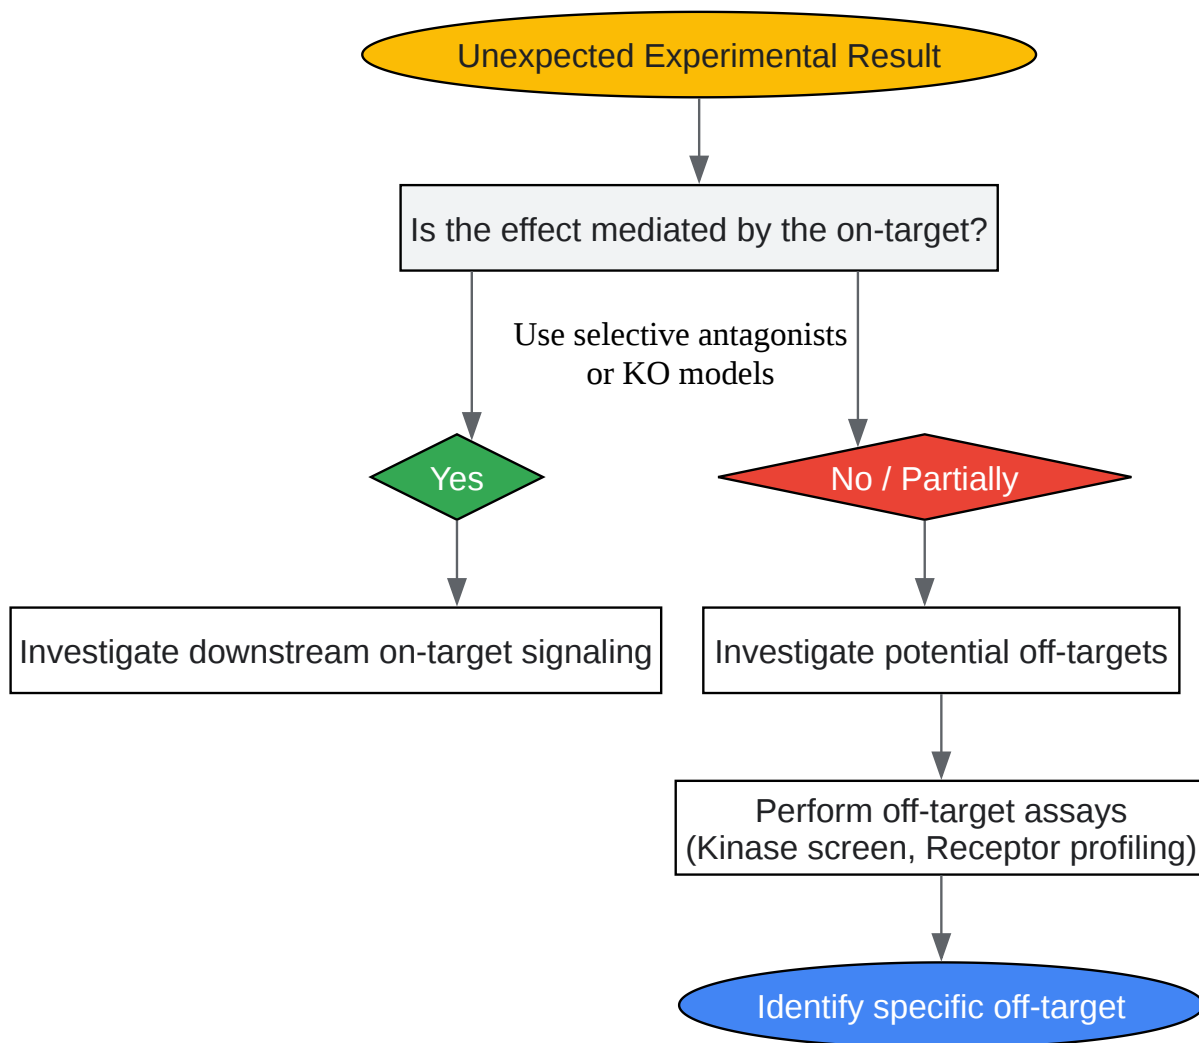 Unexpected Experimental Result
Is the effect mediated by the on-target?
Use selective antagonists
or KO models
Yes
No / Partially
Investigate downstream on-target signaling
Investigate potential off-targets
Perform off-target assays
(Kinase screen, Receptor profiling)
Identify specific off-target